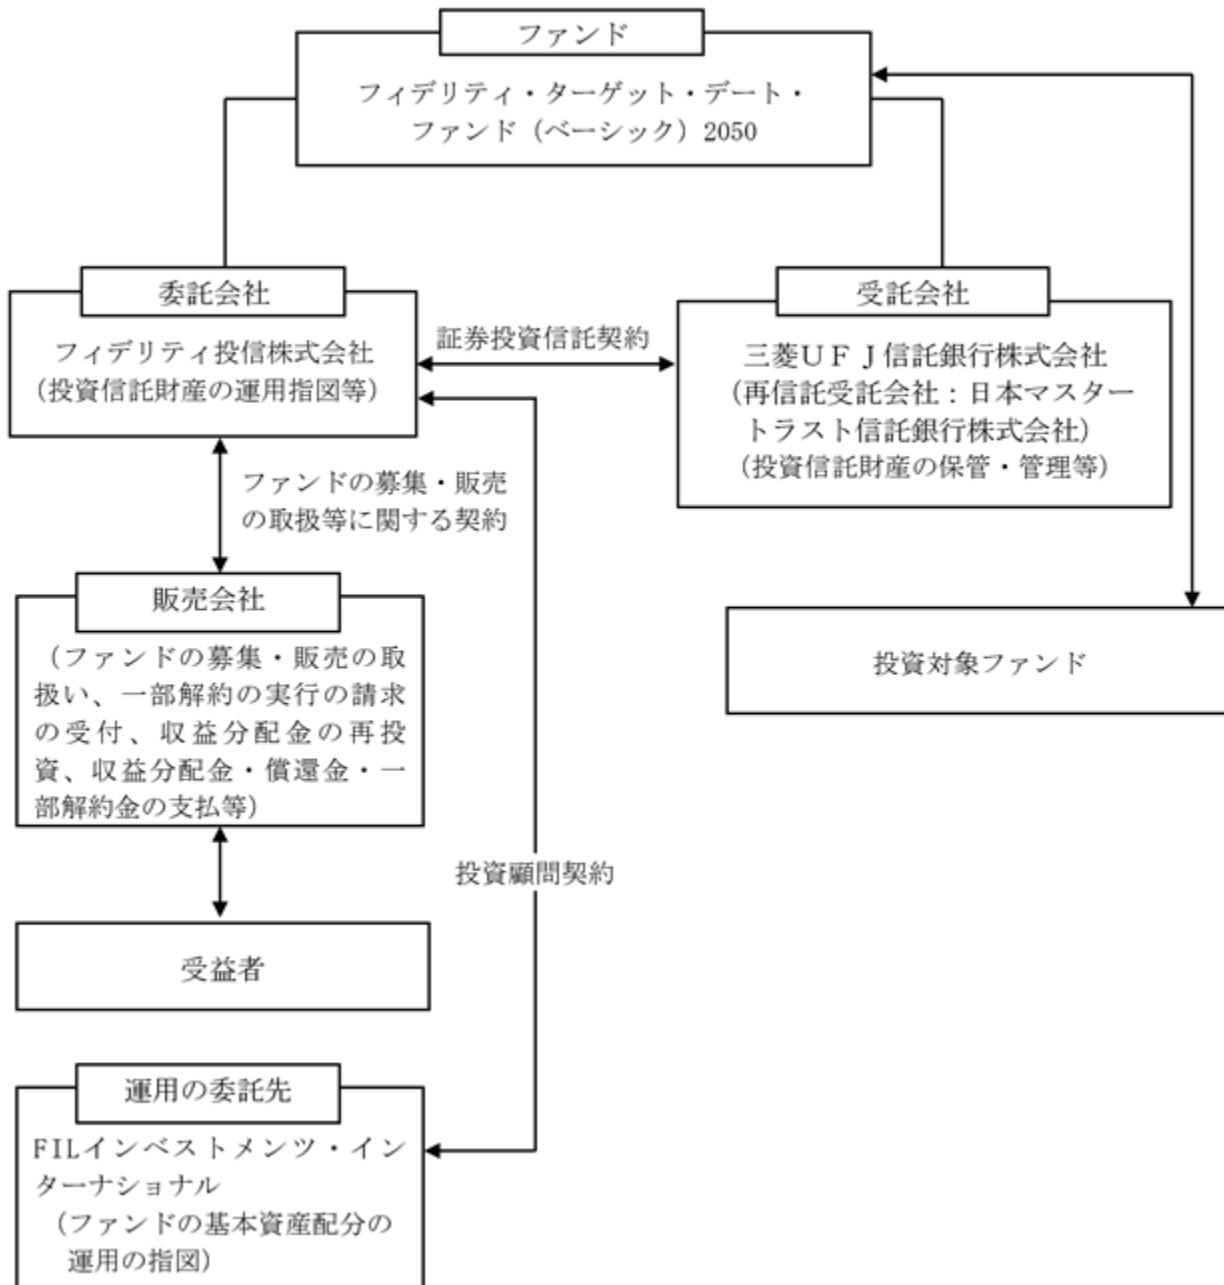 ファンド
フィデリティ・ターゲット・デート・
ファンド（ベーシック）2050
委託会社
フィデリティ投信株式会社
（投資信託財産の運用指図等）
証券投資信託契約
受託会社
三菱ＵＦＪ信託銀行株式会社
（再信託受託会社：日本マスター
トラスト信託銀行株式会社）
（投資信託財産の保管・管理等）
ファンドの募集・販売
の取扱等に関する契約
販売会社
（ファンドの募集・販売の取
扱い、一部解約の実行の請求
の受付、収益分配金の再投
資、収益分配金・償還金・一
部解約金の支払等）
投資対象ファンド
投資顧問契約
受益者
運用の委託先
FILインベストメンツ・イン
ターナショナル
（ファンドの基本資産配分の
運用の指図）